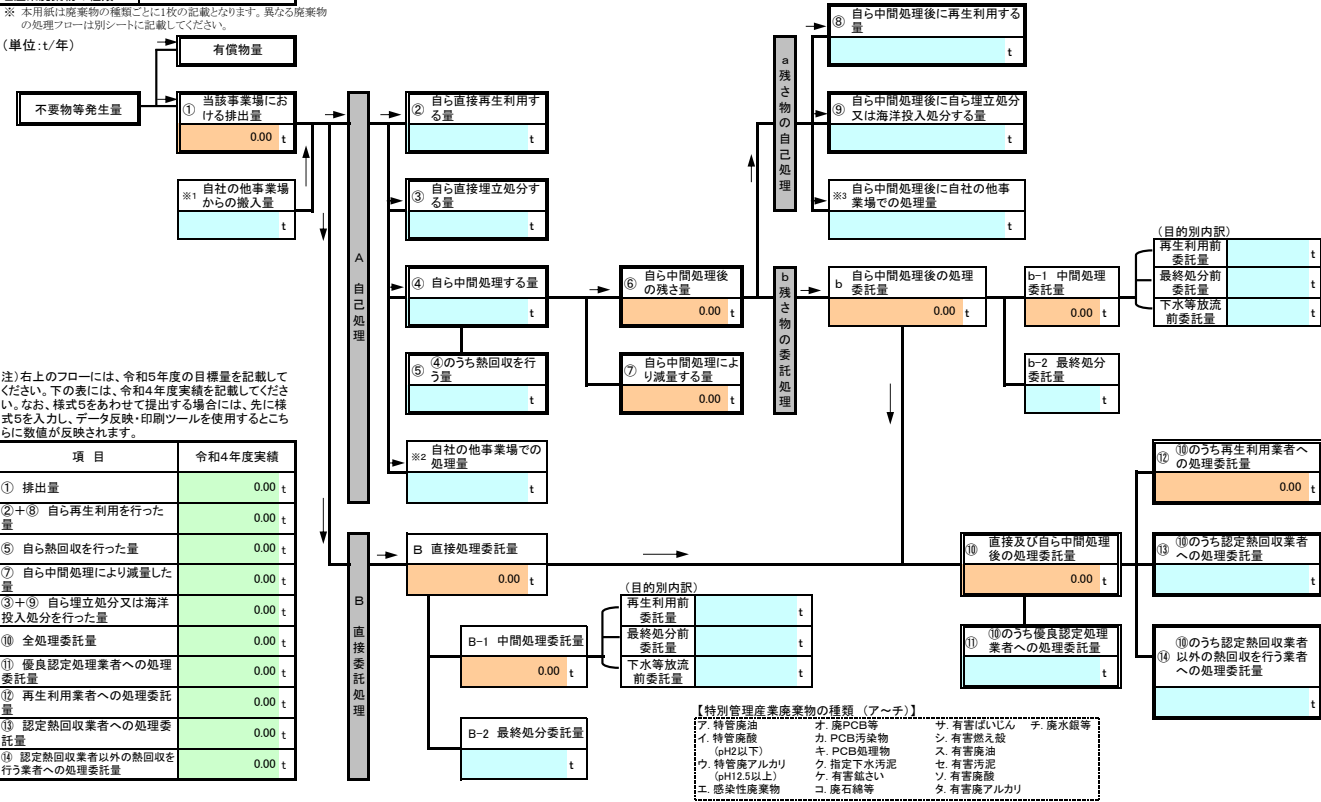 ※ 本用紙は廃棄物の種類ごとに1枚の記載となります。異なる廃棄物
の処理フローは別シートに記載してください。
(単位:t/年)
有償物量
不要物等発生量
① 当該事業場にお
ける排出量
0.00 t
※1 自社の他事業場
からの搬入量
t
A 自己処理
② 自ら直接再生利用す
る量
t
③ 自ら直接埋立処分す
る量
t
④ 自ら中間処理する量
t
⑤ ④のうち熱回収を行
う量
t
※2 自社の他事業場での
処理量
t
⑥ 自ら中間処理後
の残さ量
0.00 t
⑦ 自ら中間処理によ
り減量する量
0.00 t
a 残さ物の自己処理
⑧ 自ら中間処理後に再生利用する
量
t
⑨ 自ら中間処理後に自ら埋立処分
又は海洋投入処分する量
t
※3 自ら中間処理後に自社の他事
業場での処理量
t
b 残さ物の委託処理
b 自ら中間処理後の処理
委託量
0.00 t
b-1 中間処理
委託量
0.00 t
(目的別内訳)
再生利用前
委託量
t
最終処分前
委託量
t
下水等放流
前委託量
t
b-2 最終処分
委託量
t
注)右上のフローには、令和5年度の目標量を記載して
ください。下の表には、令和4年度実績を記載してくださ
い。なお、様式5をあわせて提出する場合には、先に様
式5を入力し、データ反映・印刷ツールを使用するとこち
らに数値が反映されます。
項 目 令和4年度実績
① 排出量 0.00 t
②+⑧ 自ら再生利用を行った
量 0.00 t
⑤ 自ら熱回収を行った量 0.00 t
⑦ 自ら中間処理により減量した
量 0.00 t
③+⑨ 自ら埋立処分又は海洋
投入処分を行った量 0.00 t
⑩ 全処理委託量 0.00 t
⑪ 優良認定処理業者への処理
委託量 0.00 t
⑫ 再生利用業者への処理委託
量 0.00 t
⑬ 認定熱回収業者への処理委
託量 0.00 t
⑭ 認定熱回収業者以外の熱回収を
行う業者への処理委託量 0.00 t
B 直接委託処理
B 直接処理委託量
0.00 t
B-1 中間処理委託量
0.00 t
(目的別内訳)
再生利用前
委託量
t
最終処分前
委託量
t
下水等放流
前委託量
t
B-2 最終処分委託量
t
⑩ 直接及び自ら中間処理
後の処理委託量
0.00 t
⑪ ⑩のうち優良認定処理
業者への処理委託量
t
⑫ ⑩のうち再生利用業者へ
の処理委託量
0.00 t
⑬ ⑩のうち認定熱回収業者
への処理委託量
t
⑭ ⑩のうち認定熱回収業者
以外の熱回収を行う業者
への処理委託量
t
【特別管理産業廃棄物の種類 (ア~チ)】
ア. 特管廃油 オ. 廃PCB等 サ. 有害ばいじん チ. 廃水銀等
イ. 特管廃酸 カ. PCB汚染物 シ. 有害燃え殻
(pH2以下) キ. PCB処理物 ス. 有害廃油
ウ. 特管廃アルカリ ク. 指定下水汚泥 セ. 有害汚泥
(pH12.5以上) ケ. 有害鉱さい ソ. 有害廃酸
エ. 感染性廃棄物 コ. 廃石綿等 タ. 有害廃アルカリ